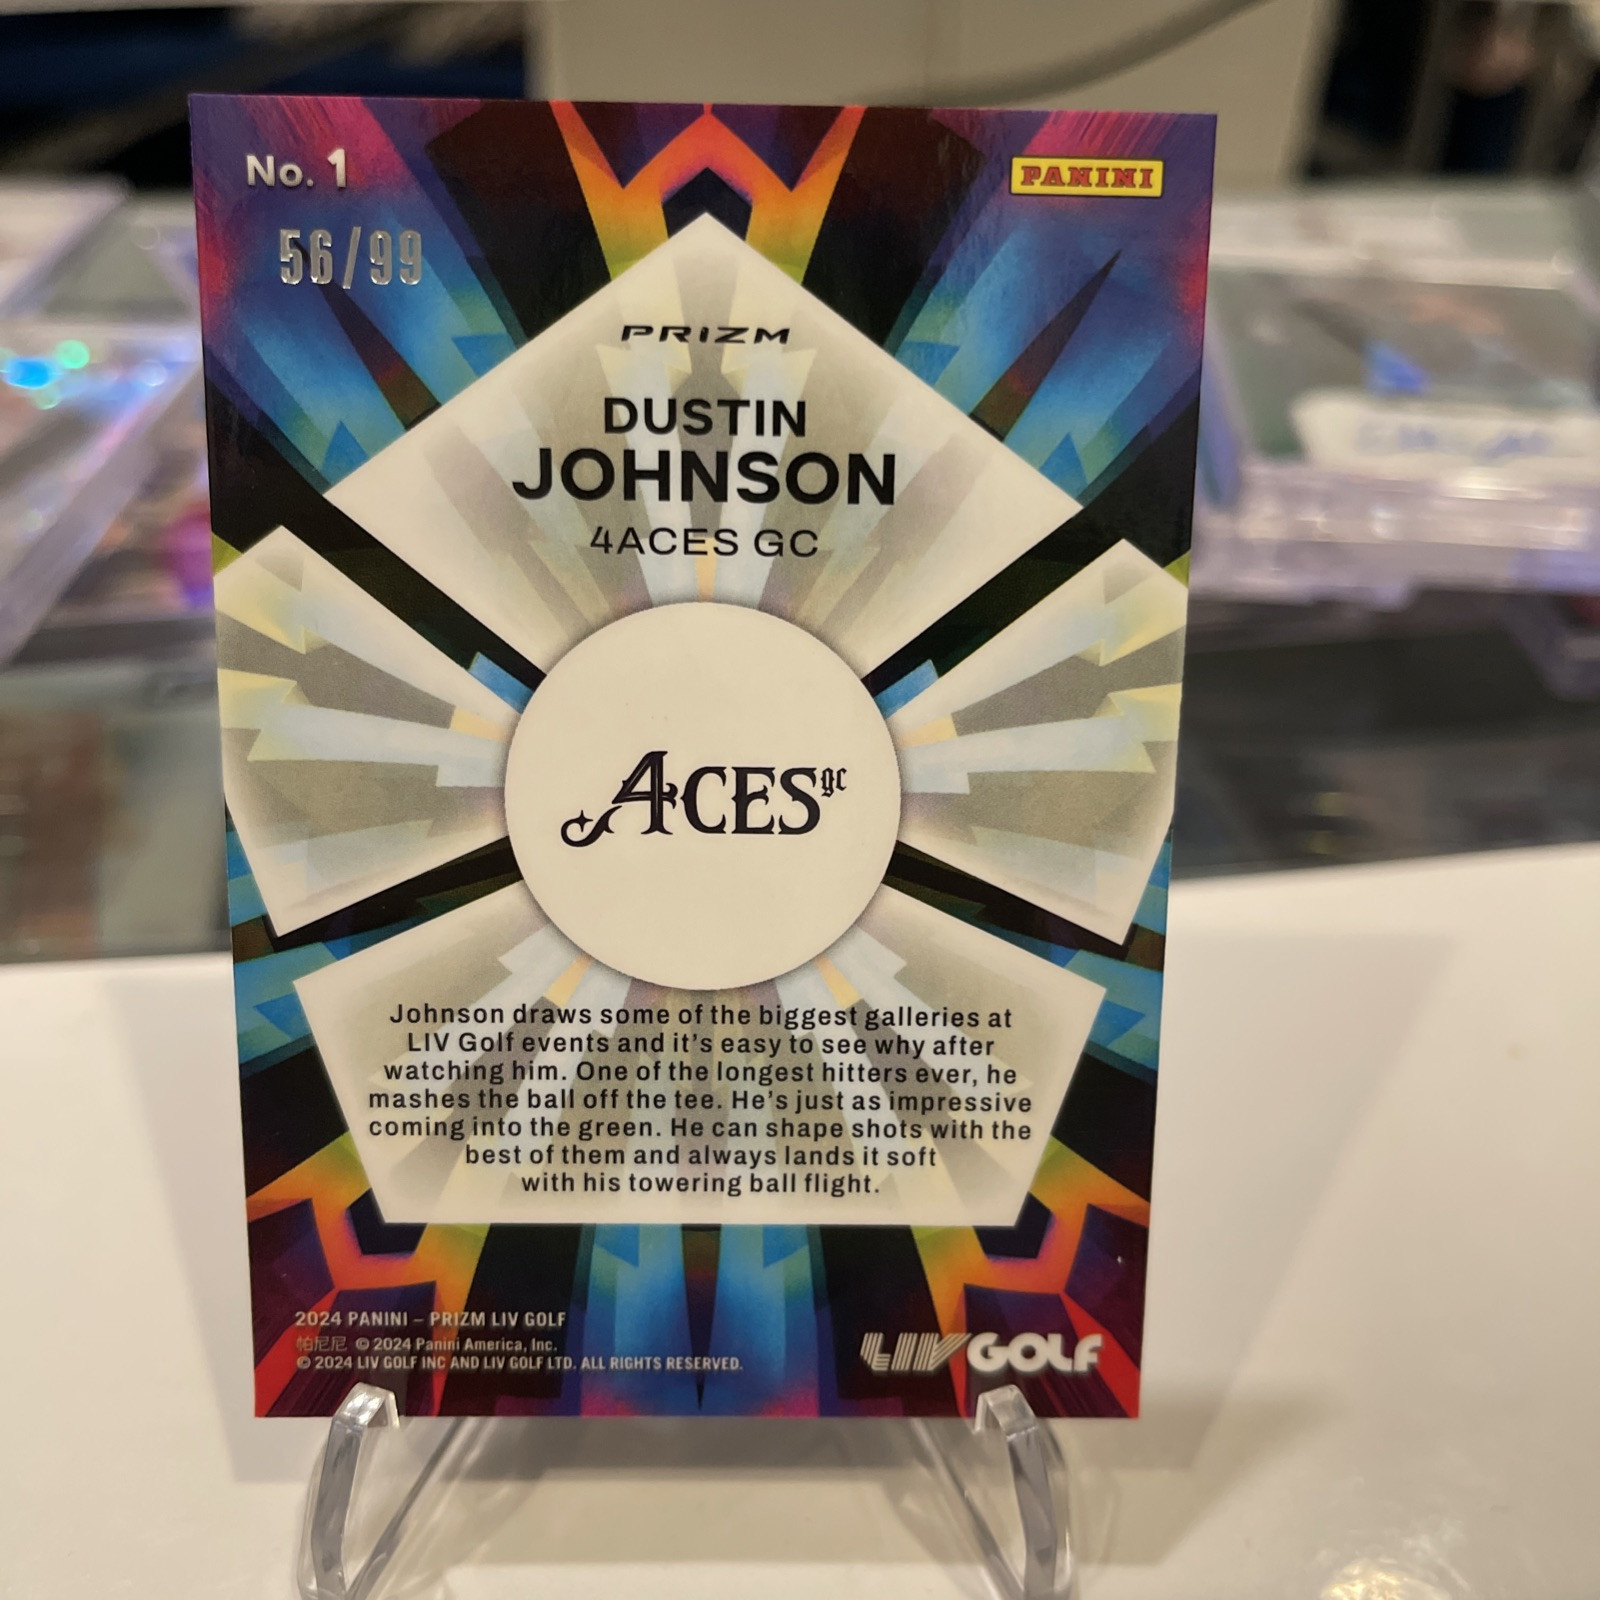 No. 1
PANINI
56/99
PRIZM
DUSTIN
JOHNSON
4ACES GC
4ACES gc
Johnson draws some of the biggest galleries at
LIV Golf events and it's easy to see why after
watching him. One of the longest hitters ever, he
mashes the ball off the tee. He's just as impressive
coming into the green. He can shape shots with the
best of them and always lands it soft
with his towering ball flight.
2024 PANINI – PRIZM LIV GOLF
帕尼尼 © 2024 Panini America, Inc.
© 2024 LIV GOLF INC AND LIV GOLF LTD. ALL RIGHTS RESERVED.
LIV GOLF